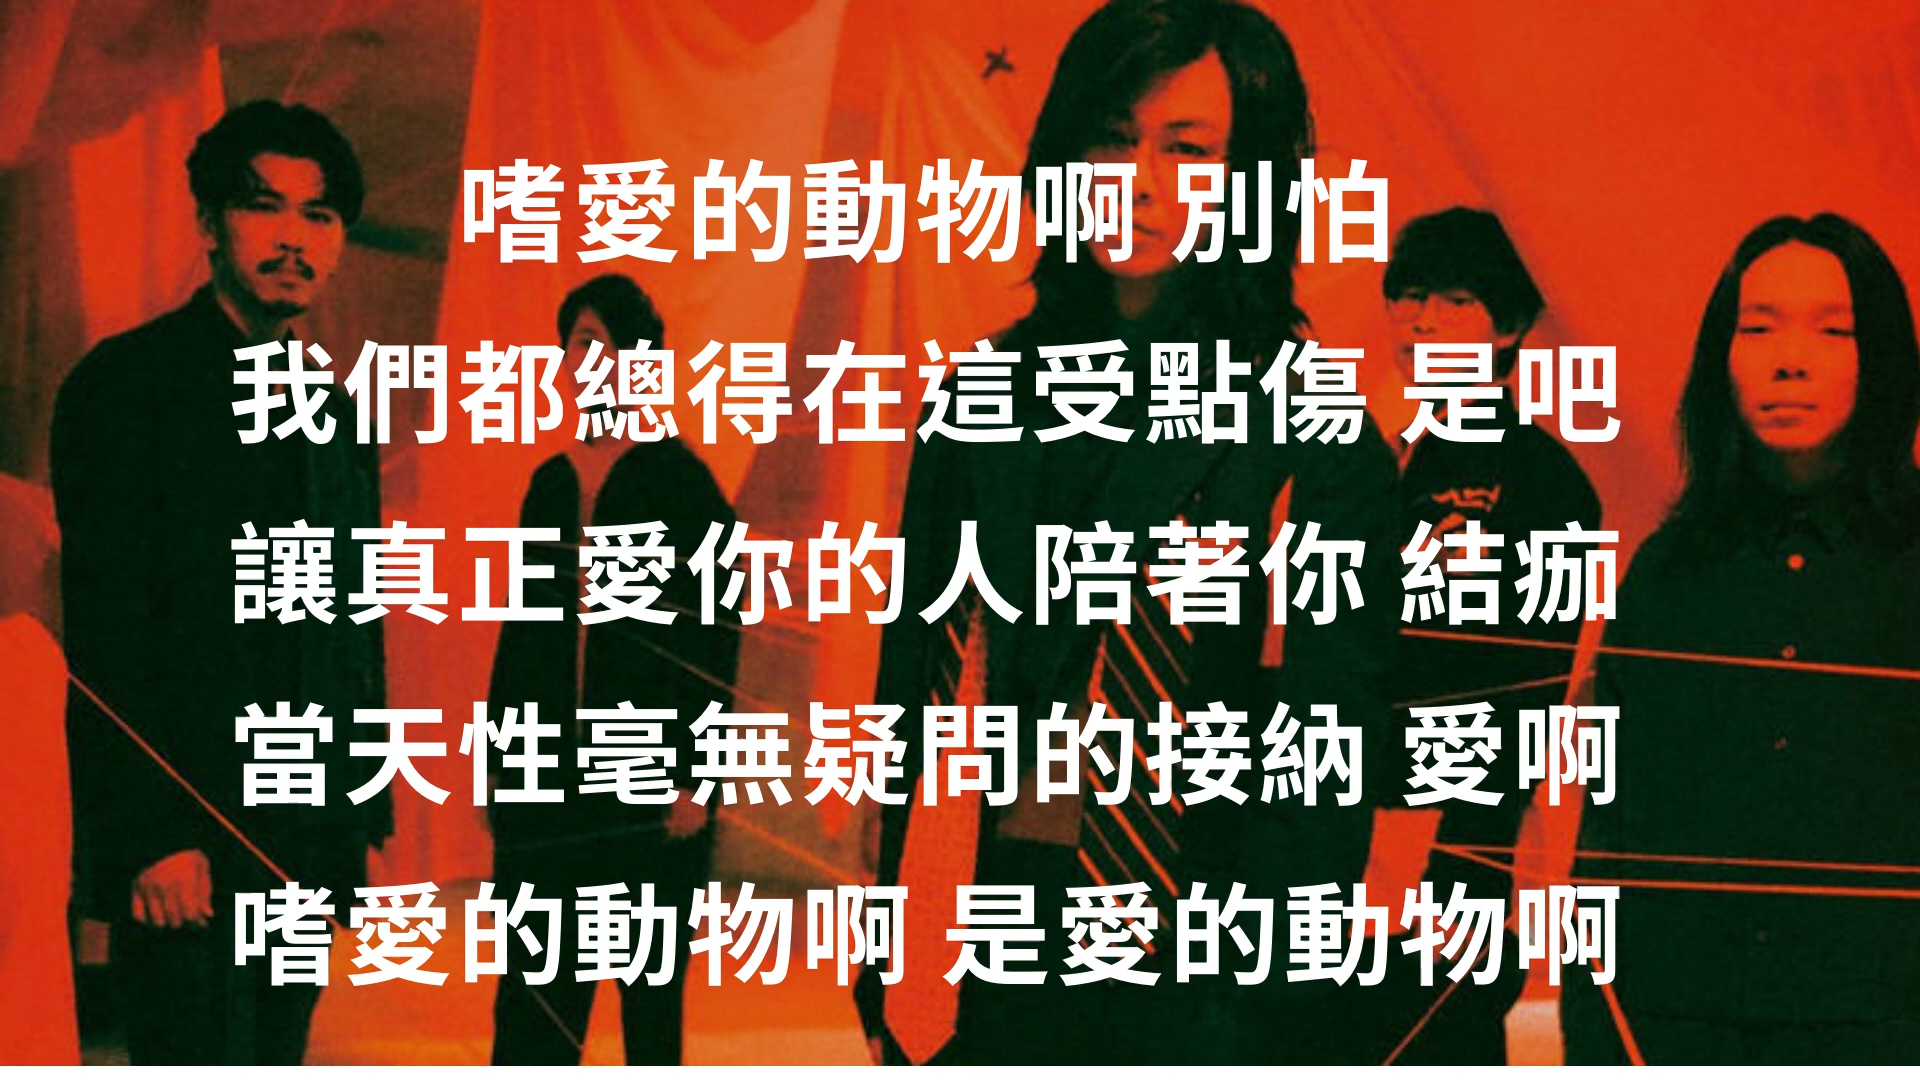 嗜愛的動物啊 別怕
我們都總得在這受點傷 是吧
讓真正愛你的人陪著你 結痂
當天性毫無疑問的接納 愛啊
嗜愛的動物啊 是愛的動物啊